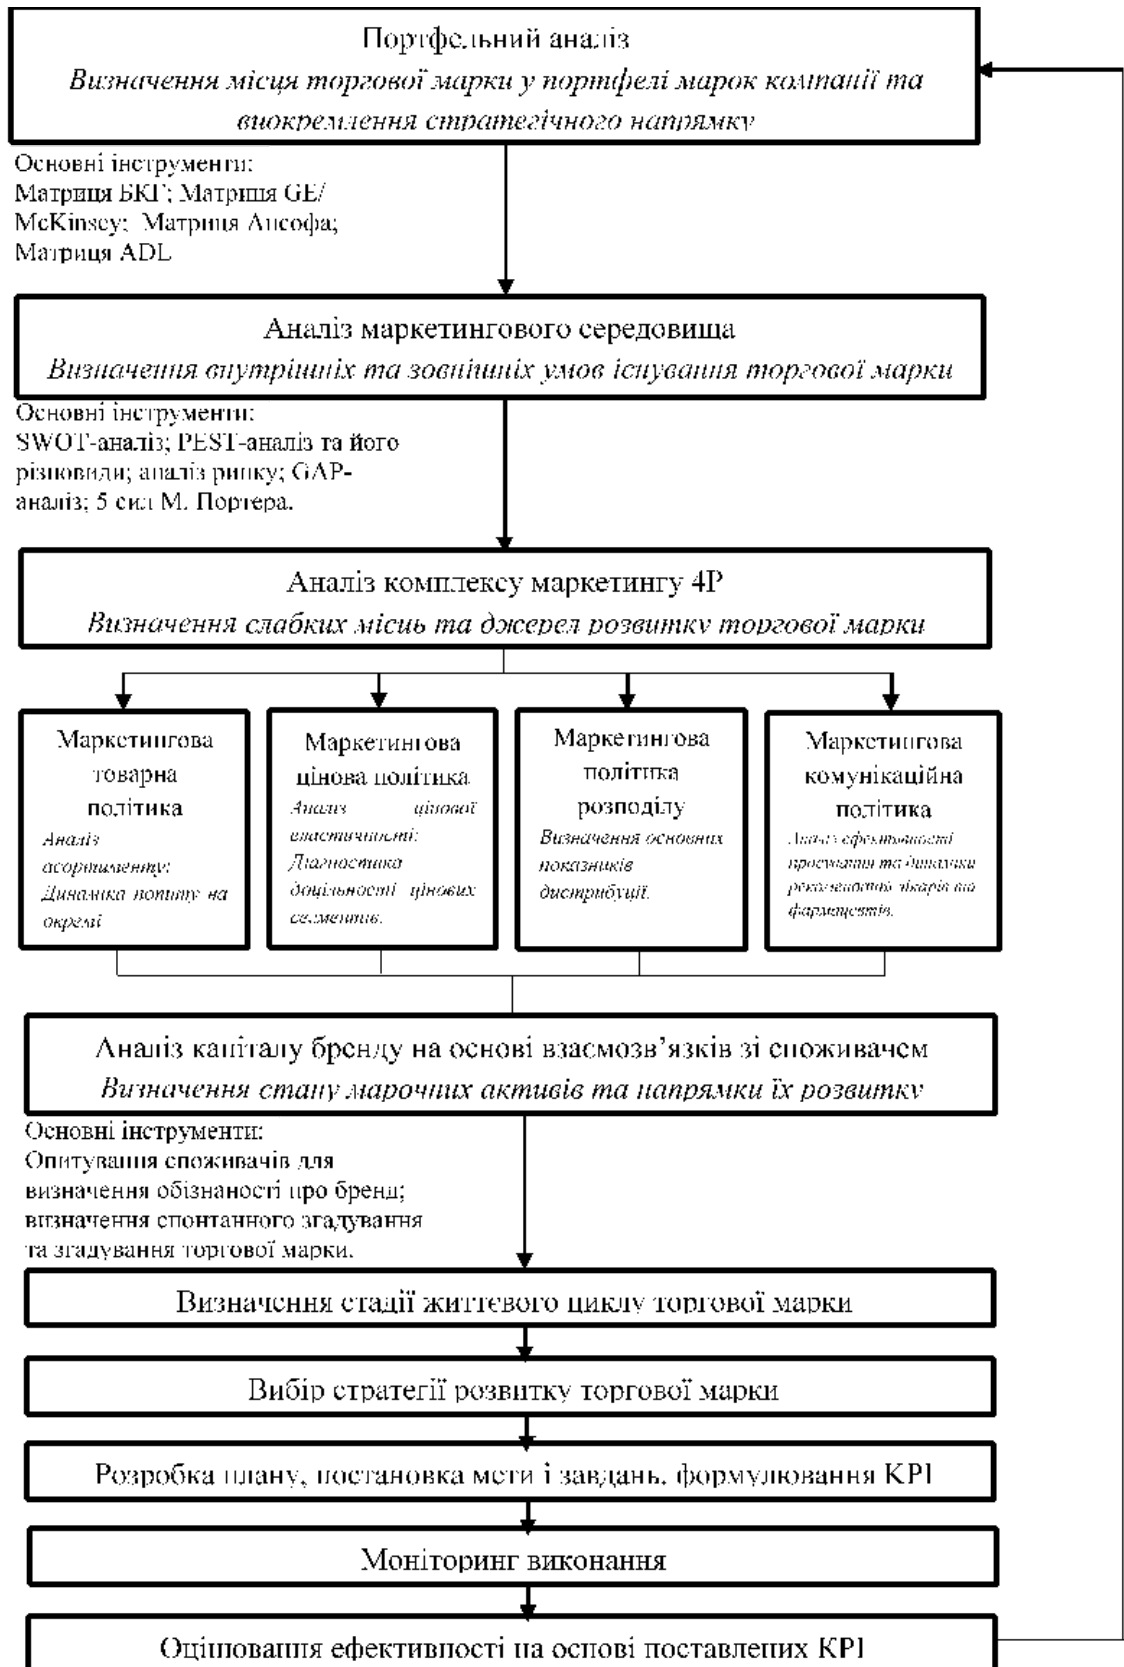 Портфельний аналіз
Визначення місця торгової марки у портфелі марок компанії та
виокремлення стратегічного напрямку
Основні інструменти:
Матриця БКГ; Матриця GE/
McKinsey; Матриця Ансофа;
Матриця ADL
Аналіз маркетингового середовища
Визначення внутрішніх та зовнішніх умов існування торгової марки
Основні інструменти:
SWOT-аналіз; PEST-аналіз та його
різновиди; аналіз ринку; GAP-
аналіз; 5 сил М. Портера.
Аналіз комплексу маркетингу 4Р
Визначення слабких місць та джерел розвитку торгової марки
Маркетингова
товарна
політика
Аналіз
асортименту;
Динаміка попиту на
окремі
Маркетингова
цінова політика
Аналіз цінової
еластичності;
Діагностика
доцільності цінових
сегментів.
Маркетингова
політика
розподілу
Визначення основних
показників
дистрибуції.
Маркетингова
комунікаційна
політика
Аналіз ефективності
просування та динаміки
рекомендацій лікарів та
фармацевтів.
Аналіз капіталу бренду на основі взаємозв’язків зі споживачем
Визначення стану марочних активів та напрямки їх розвитку
Основні інструменти:
Опитування споживачів для
визначення обізнаності про бренд;
визначення спонтанного згадування
та згадування торгової марки.
Визначення стадії життєвого циклу торгової марки
Вибір стратегії розвитку торгової марки
Розробка плану, постановка мети і завдань, формулювання KPI
Моніторинг виконання
Оцінювання ефективності на основі поставлених KPI